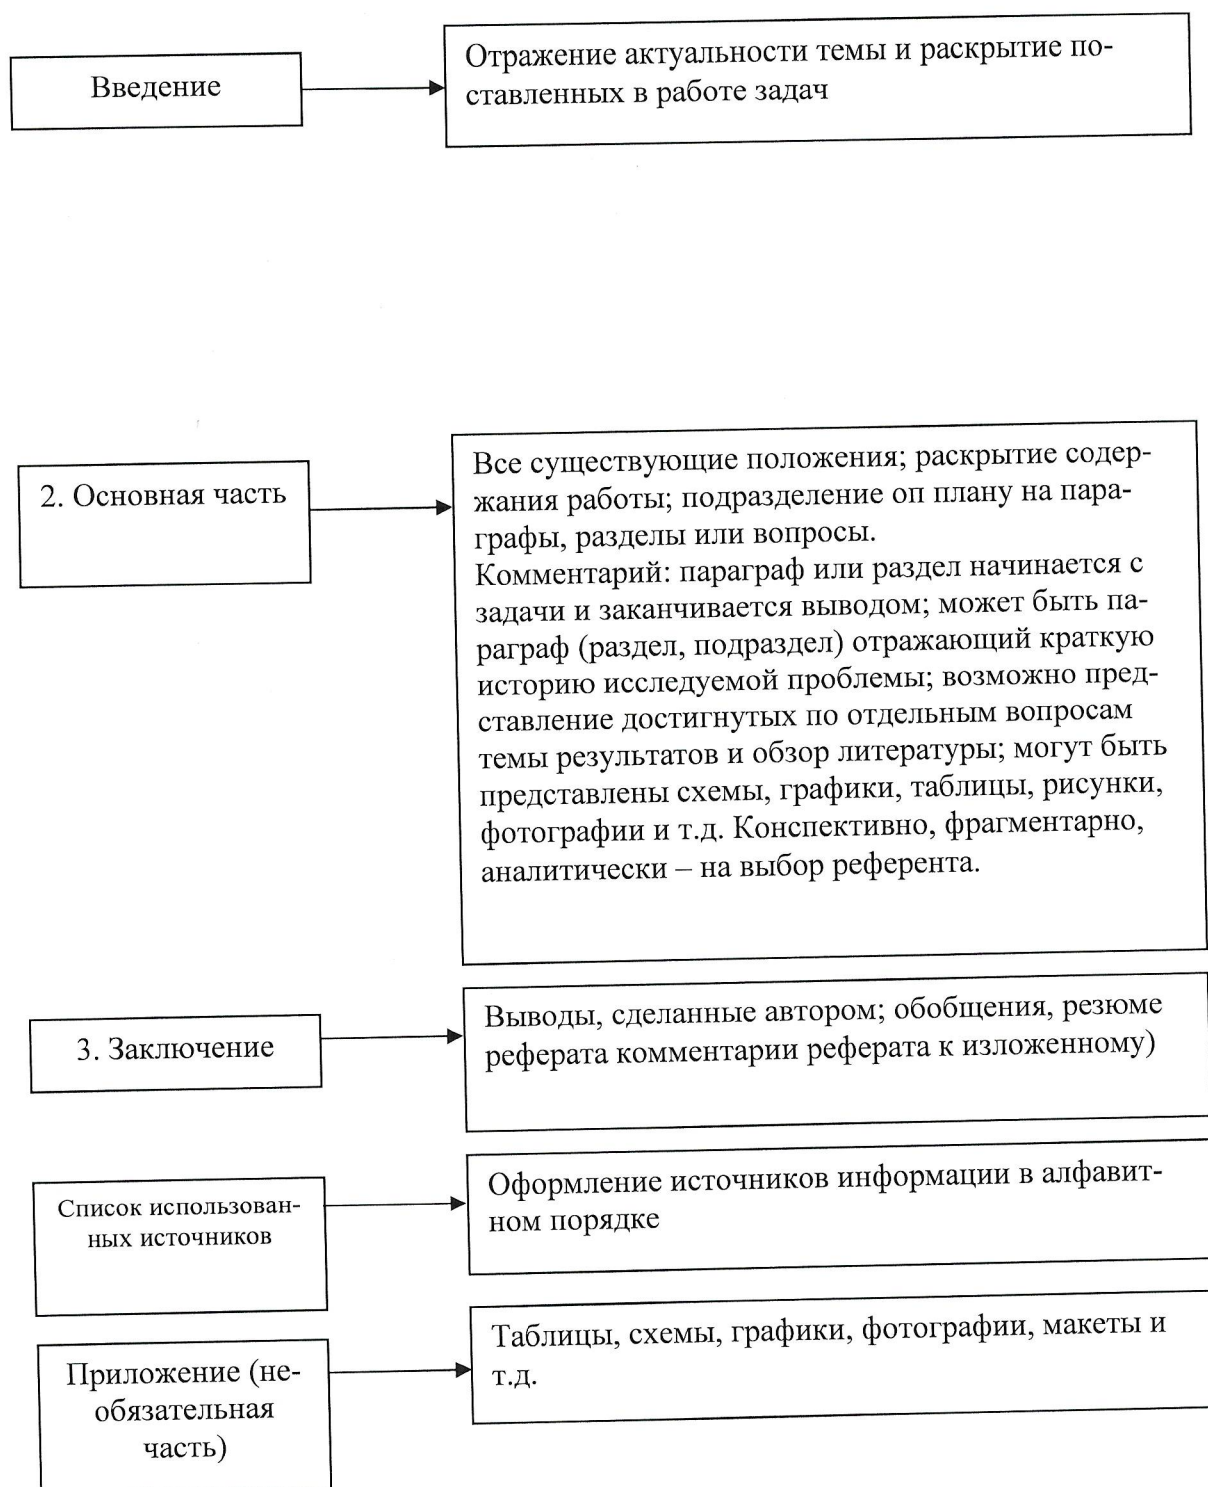 Введение
Отражение актуальности темы и раскрытие по-
ставленных в работе задач
2. Основная часть
Все существующие положения; раскрытие содер-
жания работы; подразделение оп плану на пара-
графы, разделы или вопросы.
Комментарий: параграф или раздел начинается с
задачи и заканчивается выводом; может быть па-
раграф (раздел, подраздел) отражающий краткую
историю исследуемой проблемы; возможно пред-
ставление достигнутых по отдельным вопросам
темы результатов и обзор литературы; могут быть
представлены схемы, графики, таблицы, рисунки,
фотографии и т.д. Конспективно, фрагментарно,
аналитически – на выбор референта.
3. Заключение
Выводы, сделанные автором; обобщения, резюме
реферата комментарии реферата к изложенному)
Список использован-
ных источников
Оформление источников информации в алфавит-
ном порядке
Приложение (не-
обязательная
часть)
Таблицы, схемы, графики, фотографии, макеты и
т.д.